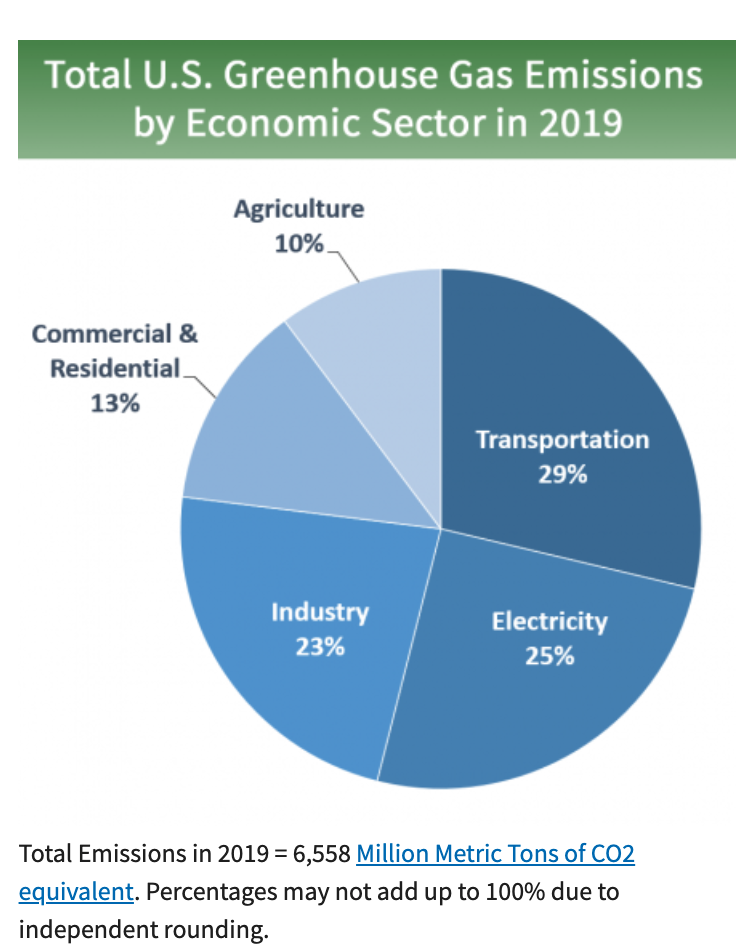 Total U.S. Greenhouse Gas Emissions
by Economic Sector in 2019
Agriculture
10%
Commercial &
Residential
13%
Transportation
29%
Industry
23%
Electricity
25%
Total Emissions in 2019 = 6,558 Million Metric Tons of CO2
equivalent. Percentages may not add up to 100% due to
independent rounding.